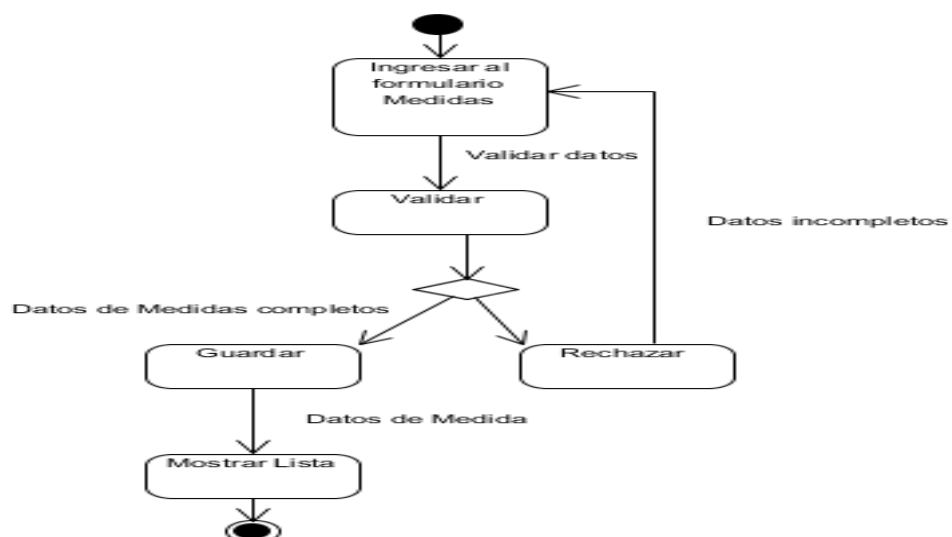 Ingresar al
formulario
Medidas
Validar datos
Validar
Datos incompletos
Datos de Medidas completos
Guardar
Rechazar
Datos de Medida
Mostrar Lista